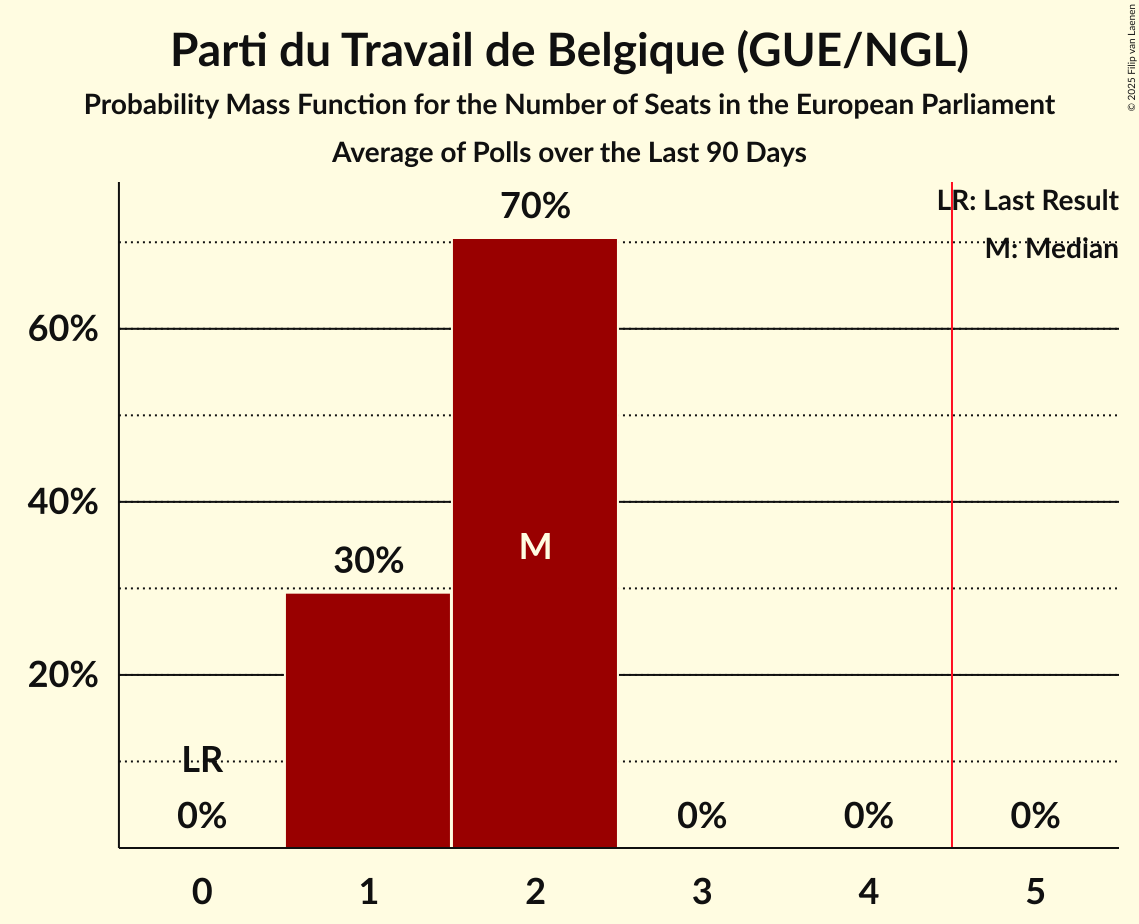 Parti du Travail de Belgique (GUE/NGL)
Probability Mass Function for the Number of Seats in the European Parliament
Average of Polls over the Last 90 Days
© 2025 Filip van Laenen
LR: Last Result
M: Median
70%
60%
40%
30%
20%
M
LR
0%
0%
0%
0%
0
1
2
3
4
5